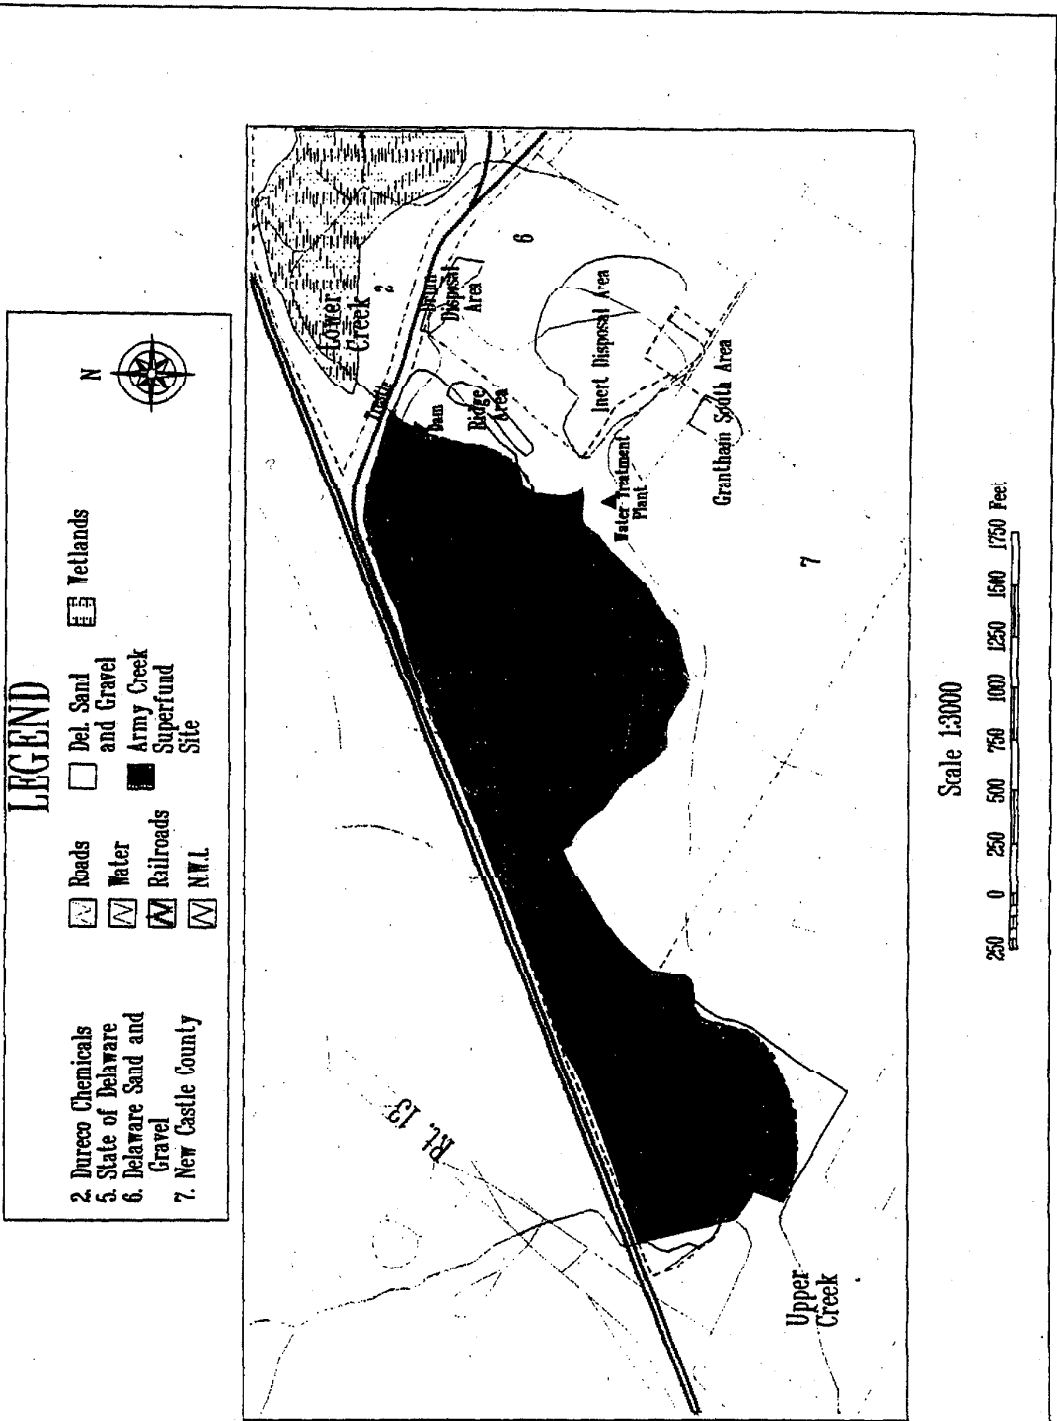 LEGEND
2. Dureco Chemicals
5. State of Delaware
6. Delaware Sand and
Gravel
7. New Castle County
Roads
Water
Railroads
N.W.I.
Del. Sand
and Gravel
Army Creek
Superfund
Site
Wetlands
N
Rt. 13
Upper
Creek
Lower
Creek
2
Trestle
Dam
Drum
Disposal
Area
6
Ridge
Area
Inert Disposal Area
Water Treatment
Plant
Grantham South Area
7
Scale 1:3000
250 0 250 500 750 1000 1250 1500 1750 Feet